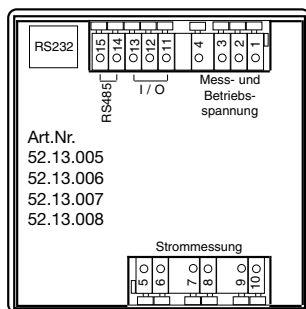 RS232
15 14 13 12 11 4 3 2 1
RS485
I / O
Mess- und
Betriebs-
spannung
Art.Nr.
52.13.005
52.13.006
52.13.007
52.13.008
Strommessung
5 6 7 8 9 10